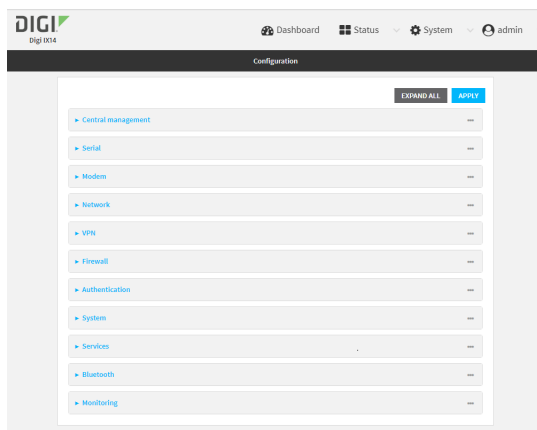 DIGI
Digi IX14
Dashboard Status System admin
Configuration
EXPAND ALL APPLY
Central management
Serial
Modem
Network
VPN
Firewall
Authentication
System
Services
Bluetooth
Monitoring